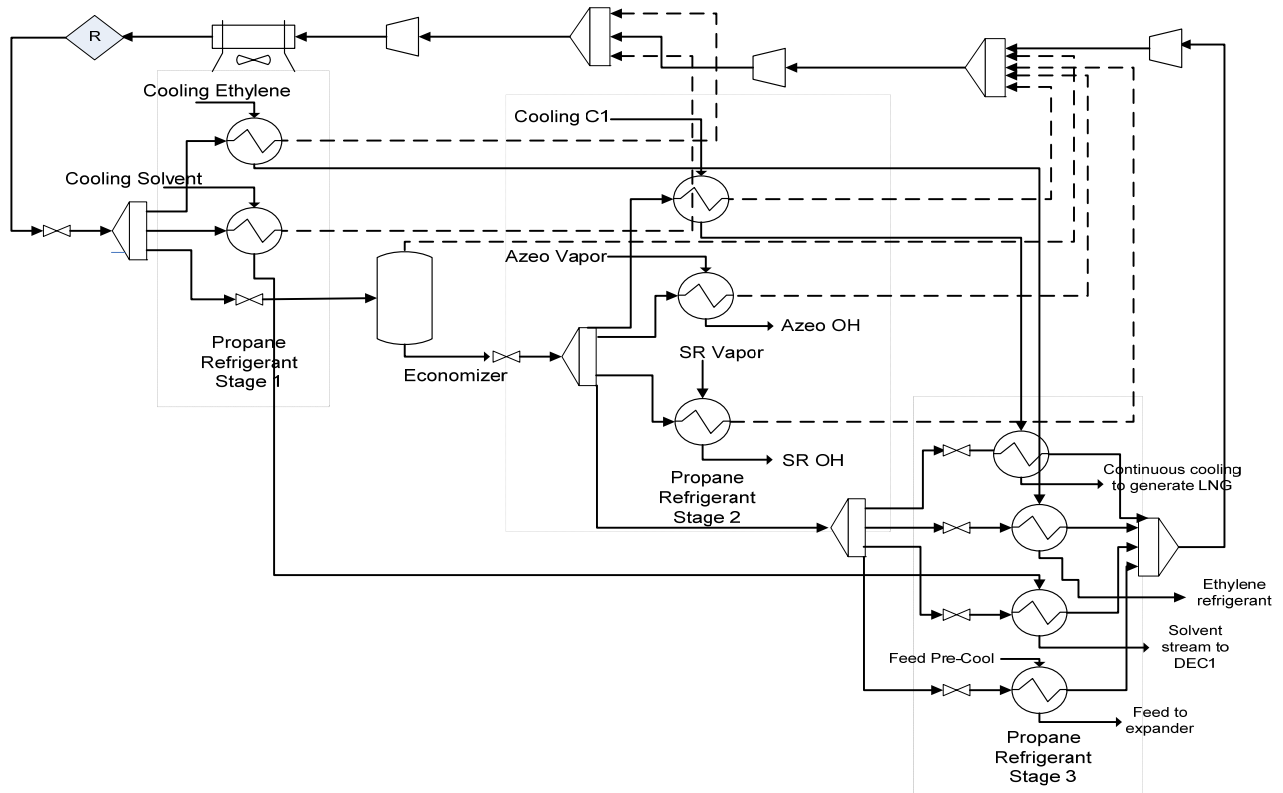 R
Cooling Ethylene
Cooling Solvent
Propane
Refrigerant
Stage 1
Economizer
Cooling C1
Azeo Vapor
Azeo OH
SR Vapor
SR OH
Propane
Refrigerant
Stage 2
Continuous cooling
to generate LNG
Ethylene
refrigerant
Solvent
stream to
DEC1
Feed Pre-Cool
Feed to
expander
Propane
Refrigerant
Stage 3